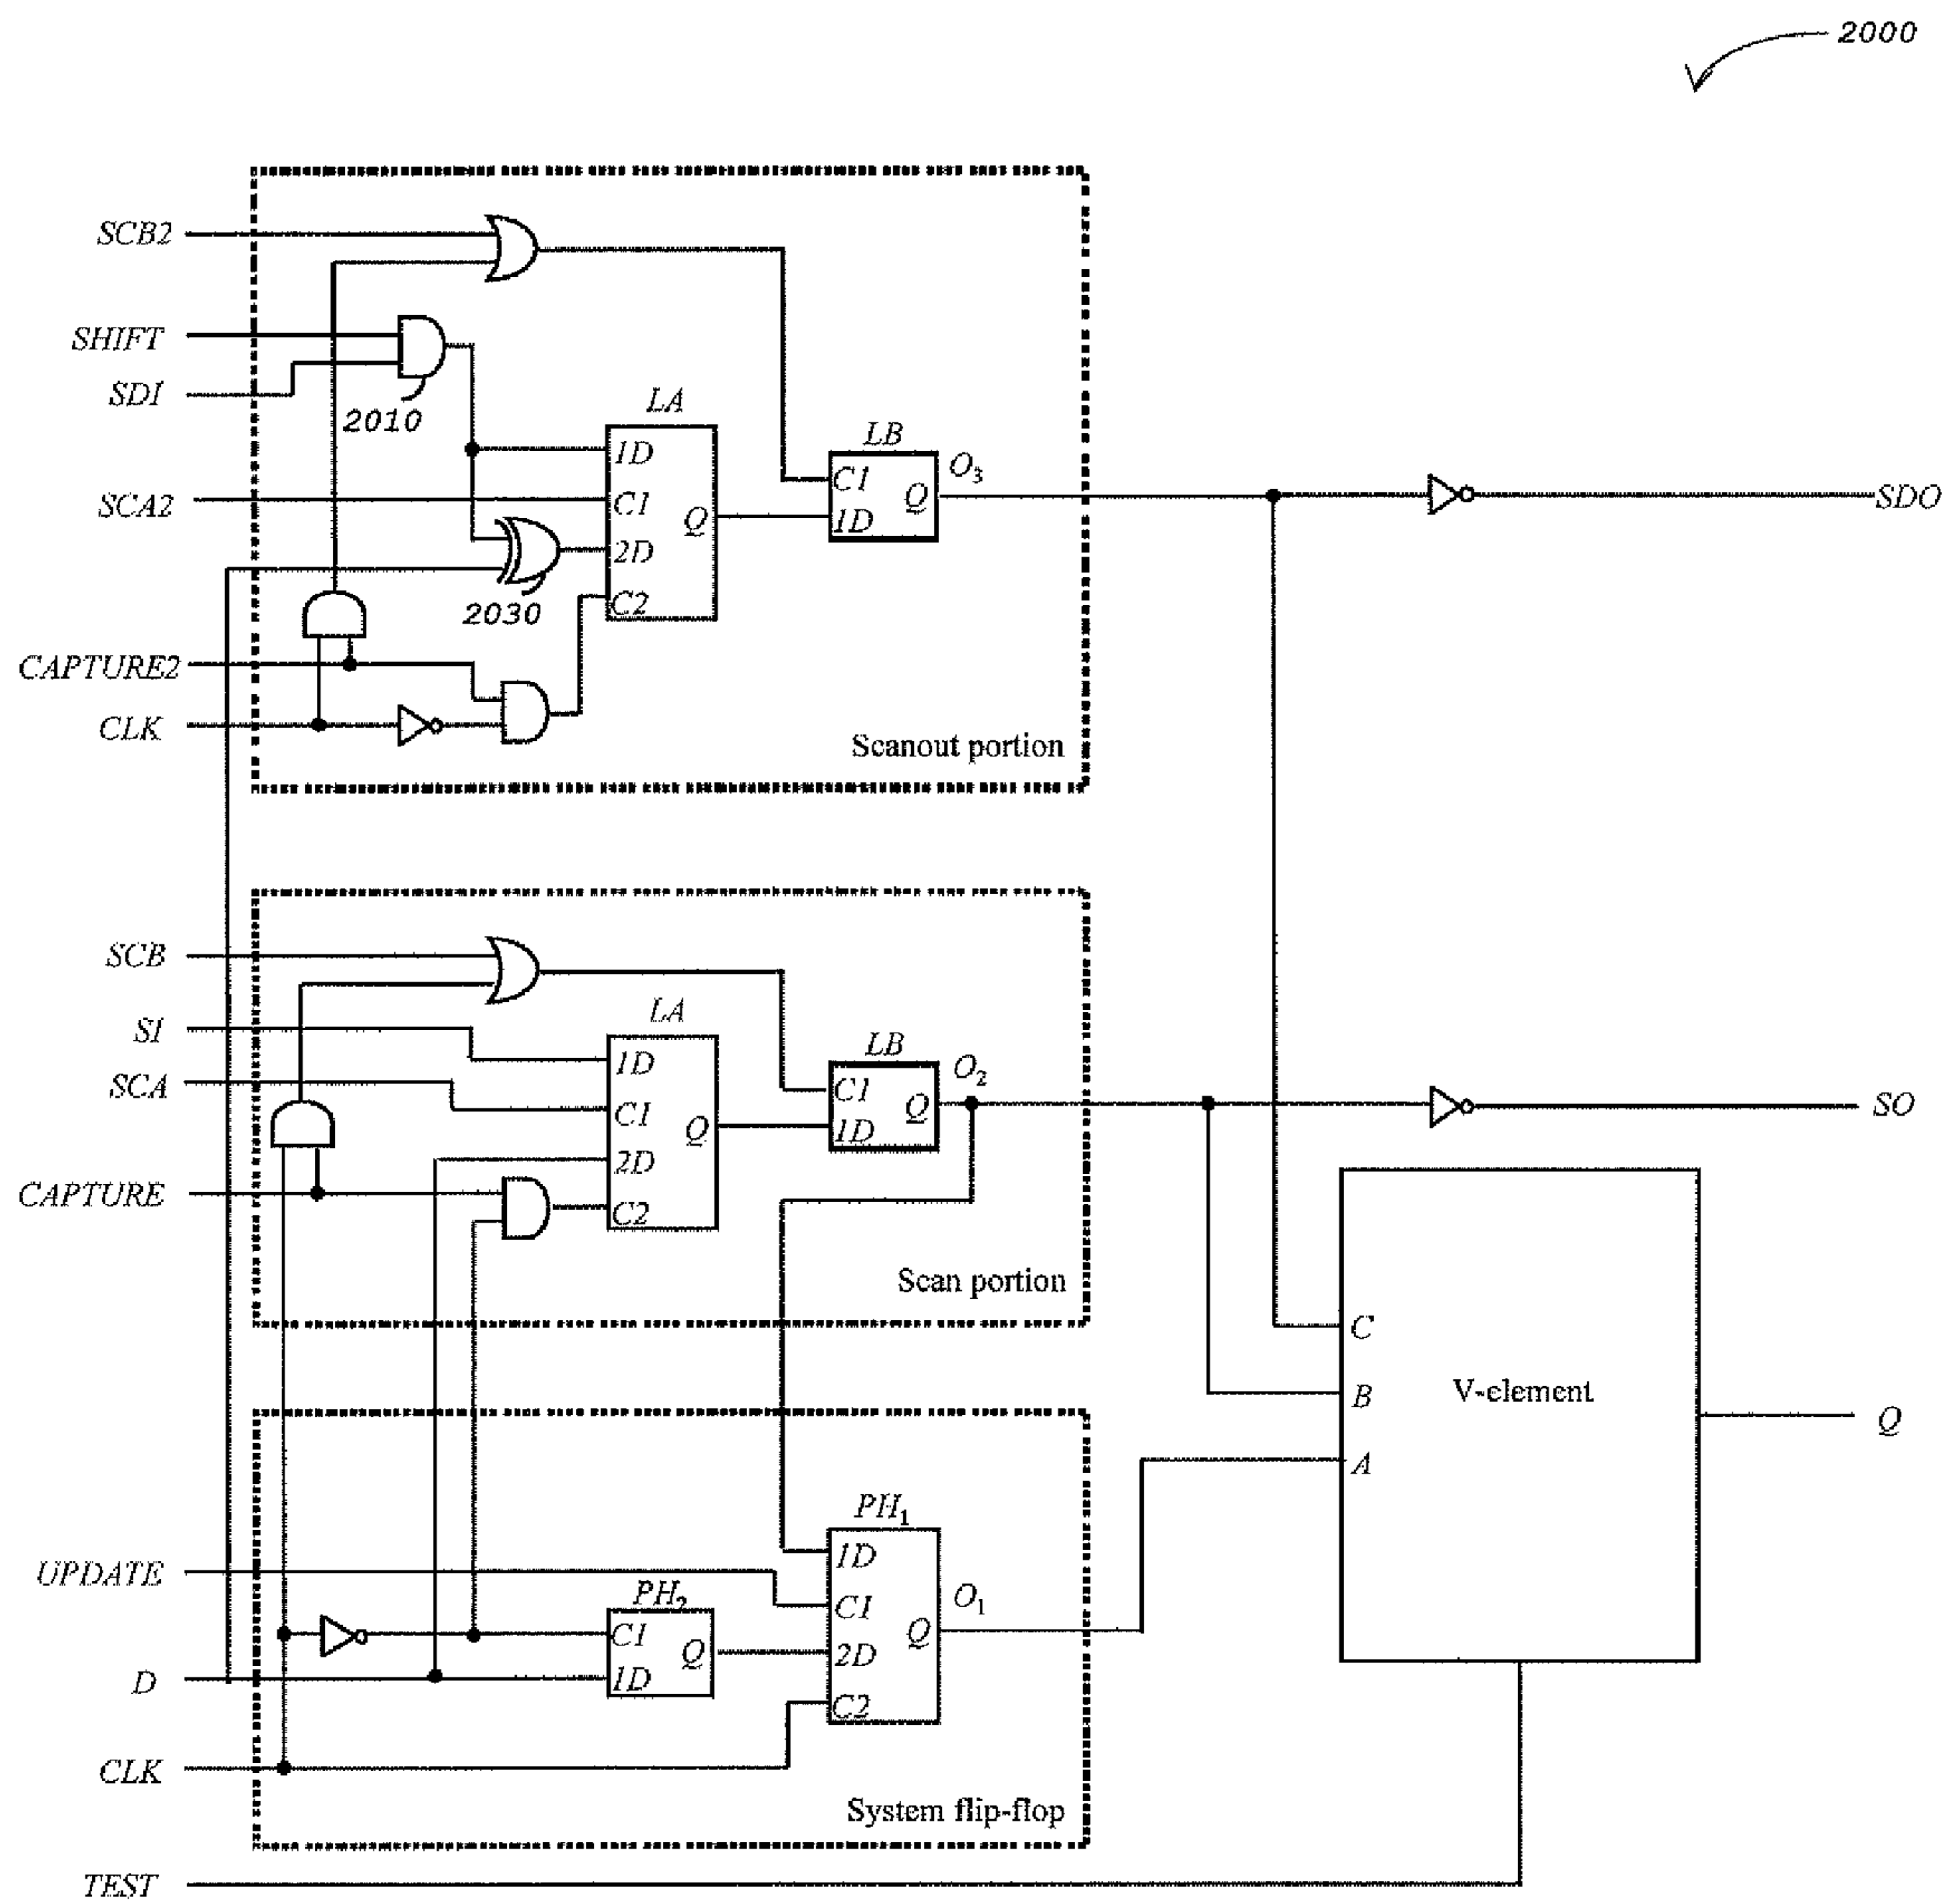 2000
SCB2
SHIFT
SDI
2010
LA
1D
SCA2
C1
Q
2D
2030
C2
LB
C1
Q
1D
O3
SDO
CAPTURE2
CLK
Scanout portion
SCB
SI
SCA
LA
1D
C1
Q
2D
C2
LB
C1
Q
1D
O2
SO
CAPTURE
Scan portion
C
B
A
V-element
Q
UPDATE
PH2
C1
Q
1D
PH1
1D
C1
Q
2D
C2
O1
D
CLK
System flip-flop
TEST